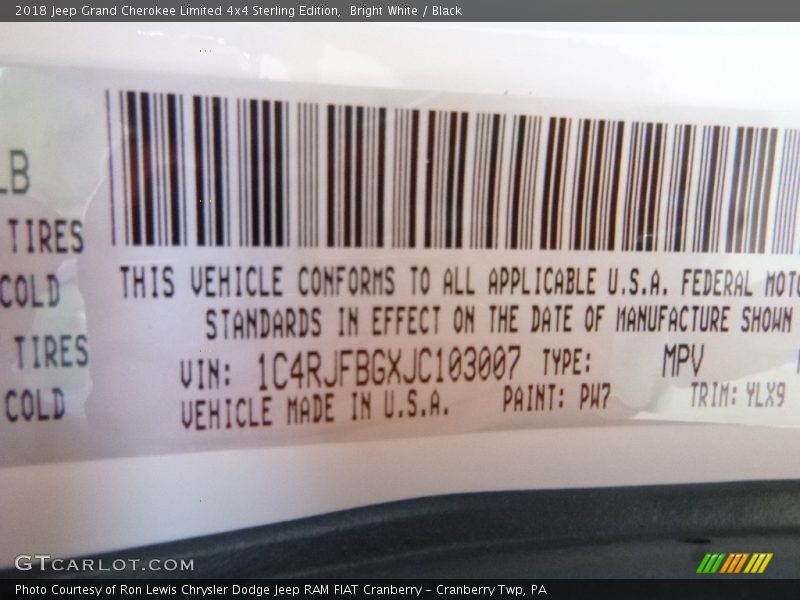 2018 Jeep Grand Cherokee Limited 4x4 Sterling Edition,  Bright White / Black
LB
TIRES
COLD
TIRES
COLD
THIS VEHICLE CONFORMS TO ALL APPLICABLE U.S.A. FEDERAL MOTO
STANDARDS IN EFFECT ON THE DATE OF MANUFACTURE SHOWN
VIN: 1C4RJFBGXJC103007 TYPE: MPV
VEHICLE MADE IN U.S.A. PAINT: PW7 TRIM: YLX9
GTCARLOT.COM
Photo Courtesy of Ron Lewis Chrysler Dodge Jeep RAM FIAT Cranberry – Cranberry Twp, PA